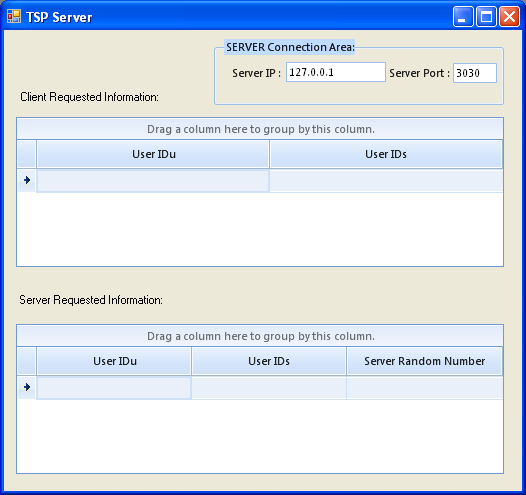 TSP Server
SERVER Connection Area:
Server IP : 127.0.0.1 Server Port : 3030
Client Requested Information:
Drag a column here to group by this column.
User IDu User IDs
Server Requested Information:
Drag a column here to group by this column.
User IDu User IDs Server Random Number